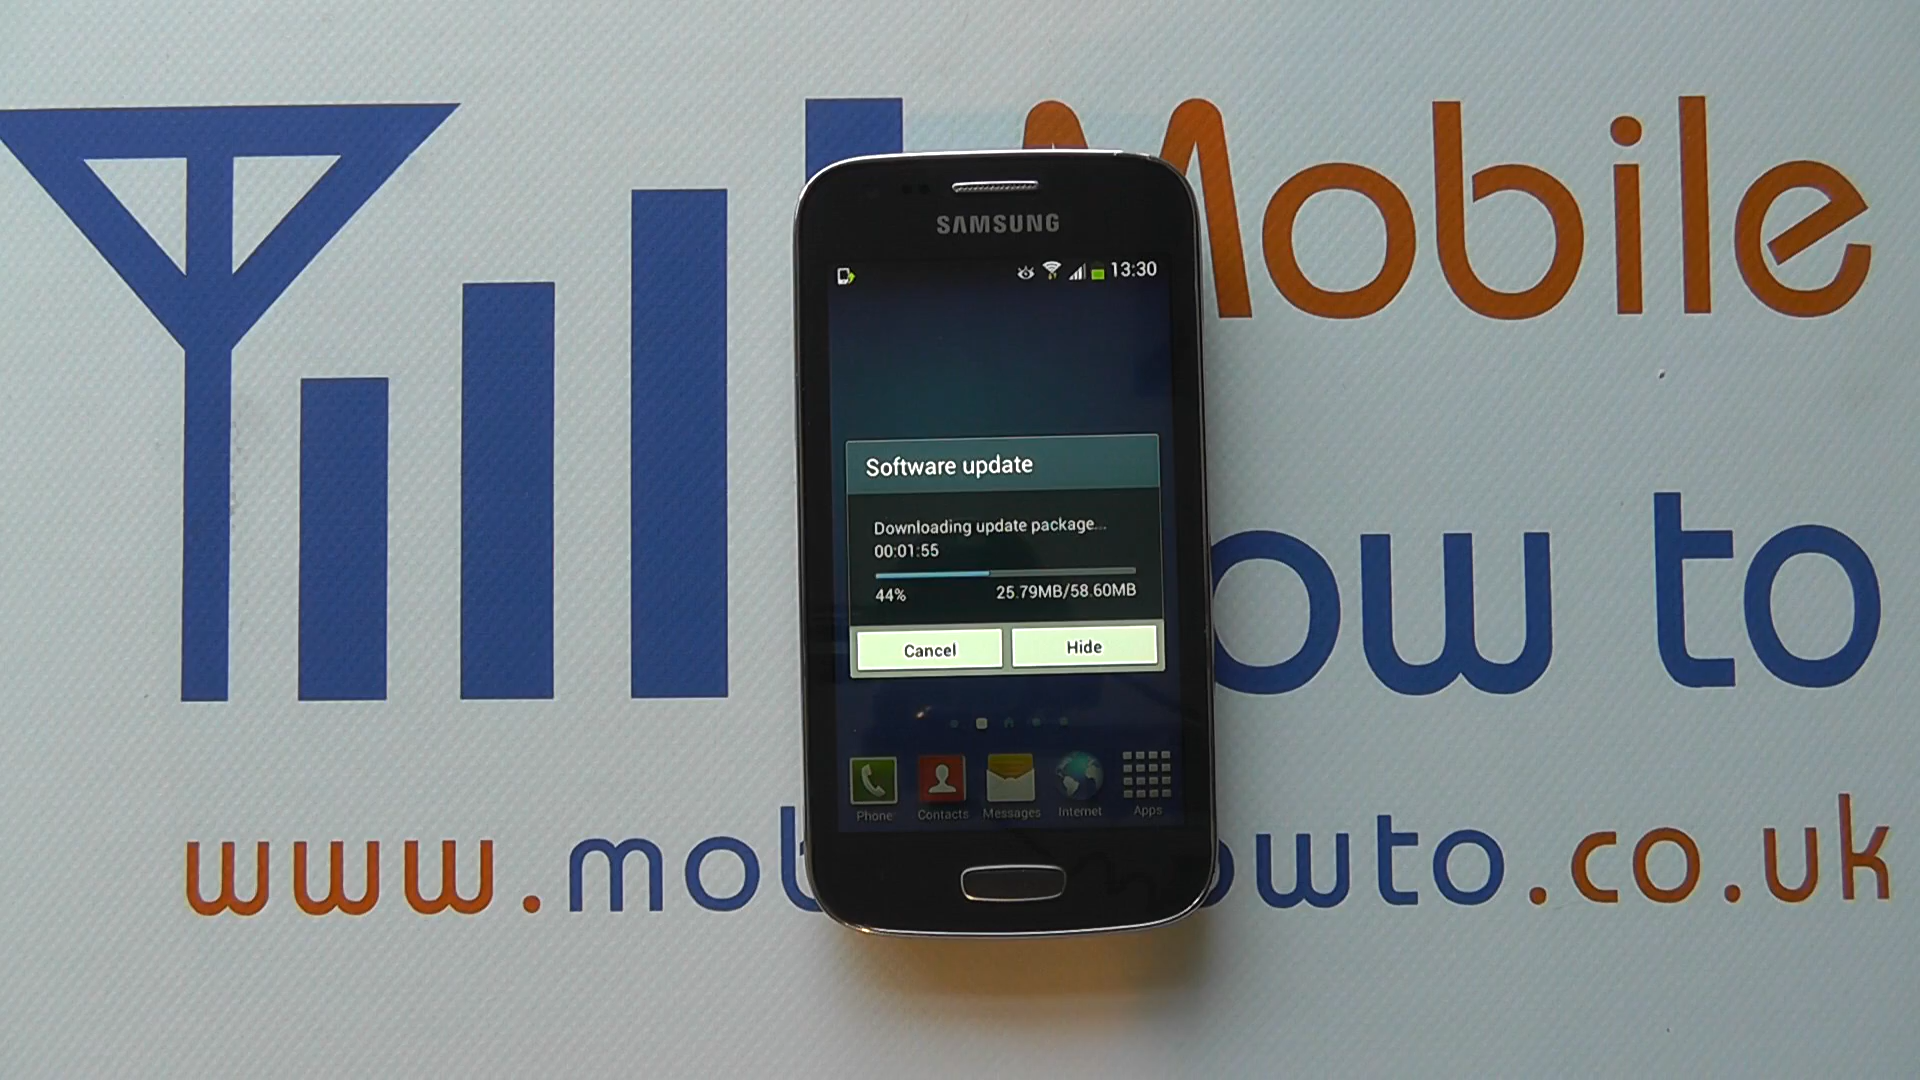 Mobile
SAMSUNG
13:30
Software update
Downloading update package...
00:01:55
44% 25.79MB/58.60MB
Cancel Hide
ow to
Phone Contacts Messages Internet Apps
www.mob owto.co.uk